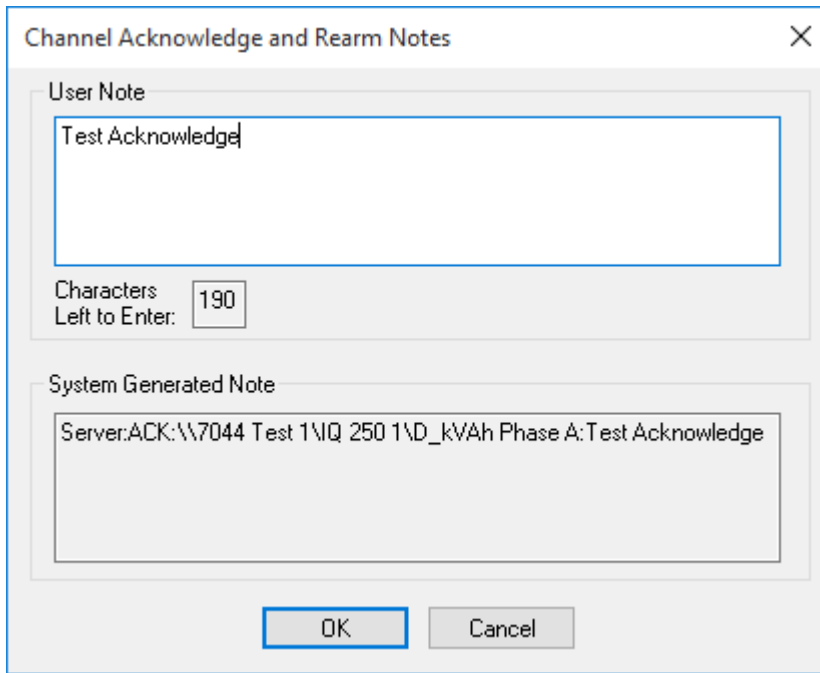 Channel Acknowledge and Rearm Notes
User Note
Test Acknowledge
Characters
Left to Enter:
190
System Generated Note
Server:ACK:\\7044 Test 1\IQ 250 1\D_kVAh Phase A:Test Acknowledge
OK
Cancel